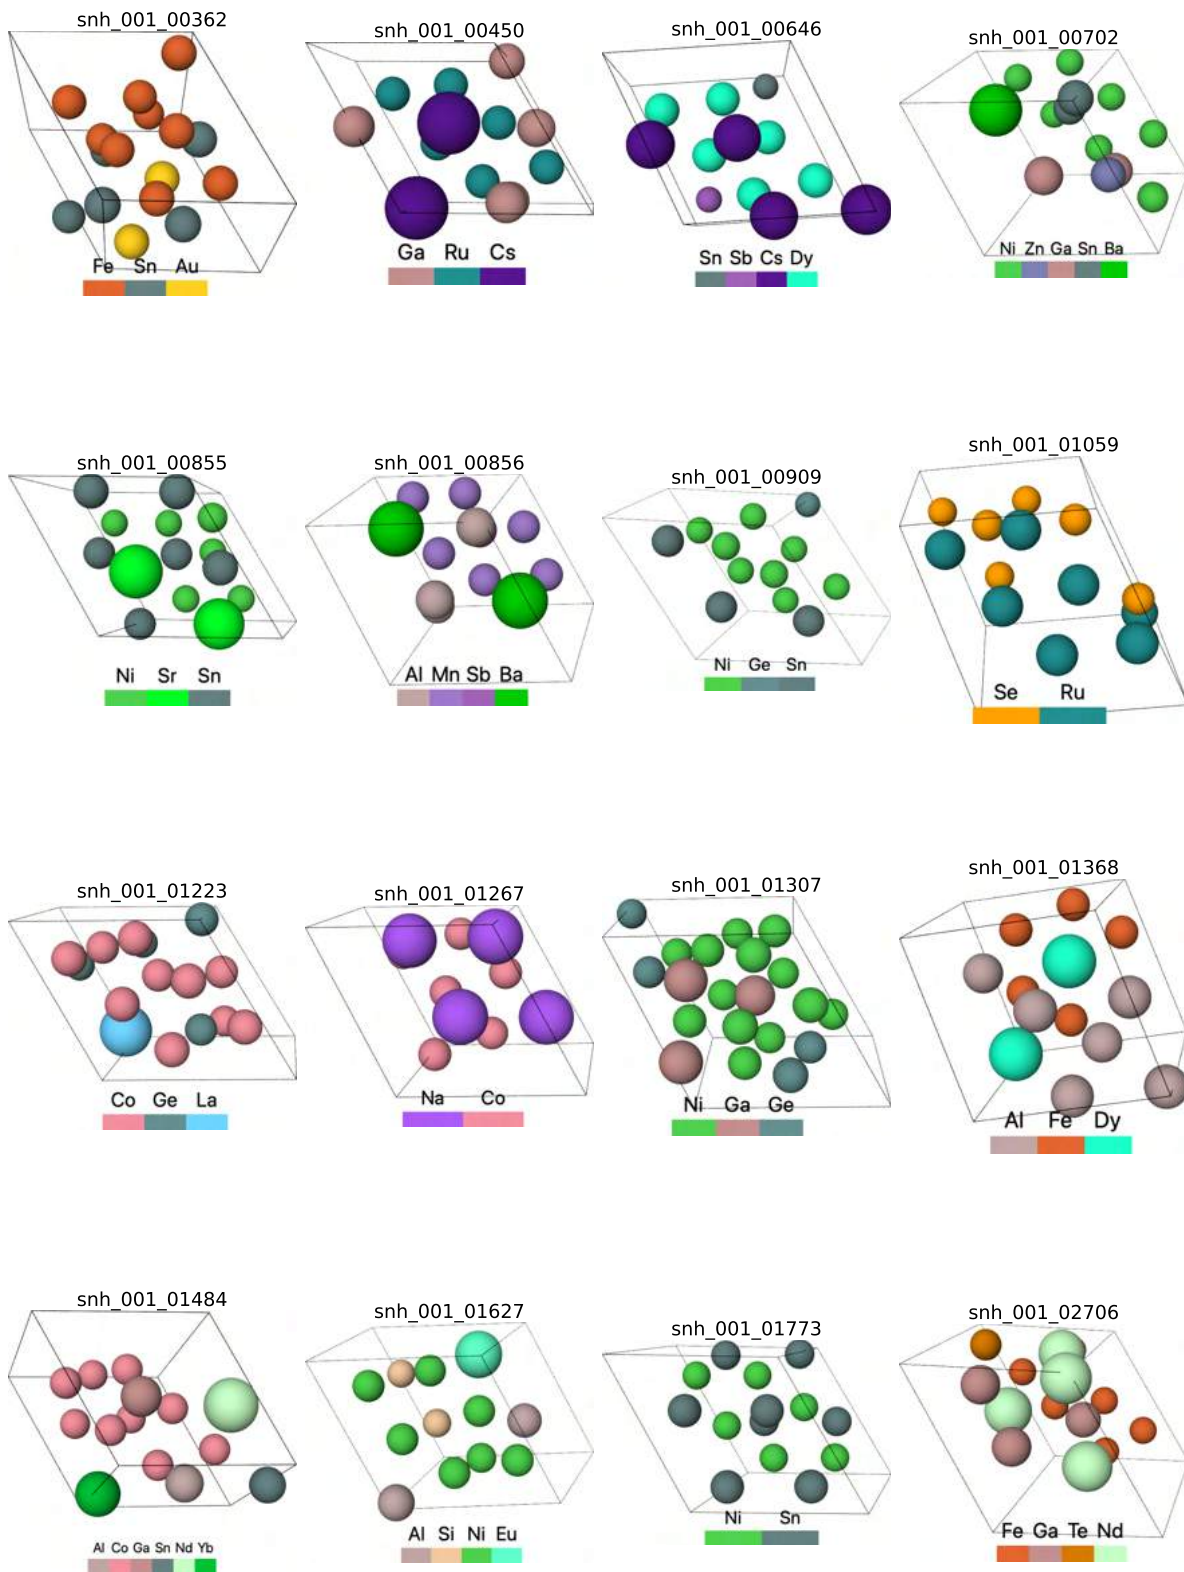 snh_001_00362
snh_001_00450
snh_001_00646
snh_001_00702
Fe Sn Au
Ga Ru Cs
Sn Sb Cs Dy
Ni Zn Ga Sn Ba
snh_001_00855
snh_001_00856
snh_001_00909
snh_001_01059
Ni Sr Sn
Al Mn Sb Ba
Ni Ge Sn
Se Ru
snh_001_01223
snh_001_01267
snh_001_01307
snh_001_01368
Co Ge La
Na Co
Ni Ga Ge
Al Fe Dy
snh_001_01484
snh_001_01627
snh_001_01773
snh_001_02706
Al Co Ga Sn Nd Yb
Al Si Ni Eu
Ni Sn
Fe Ga Te Nd